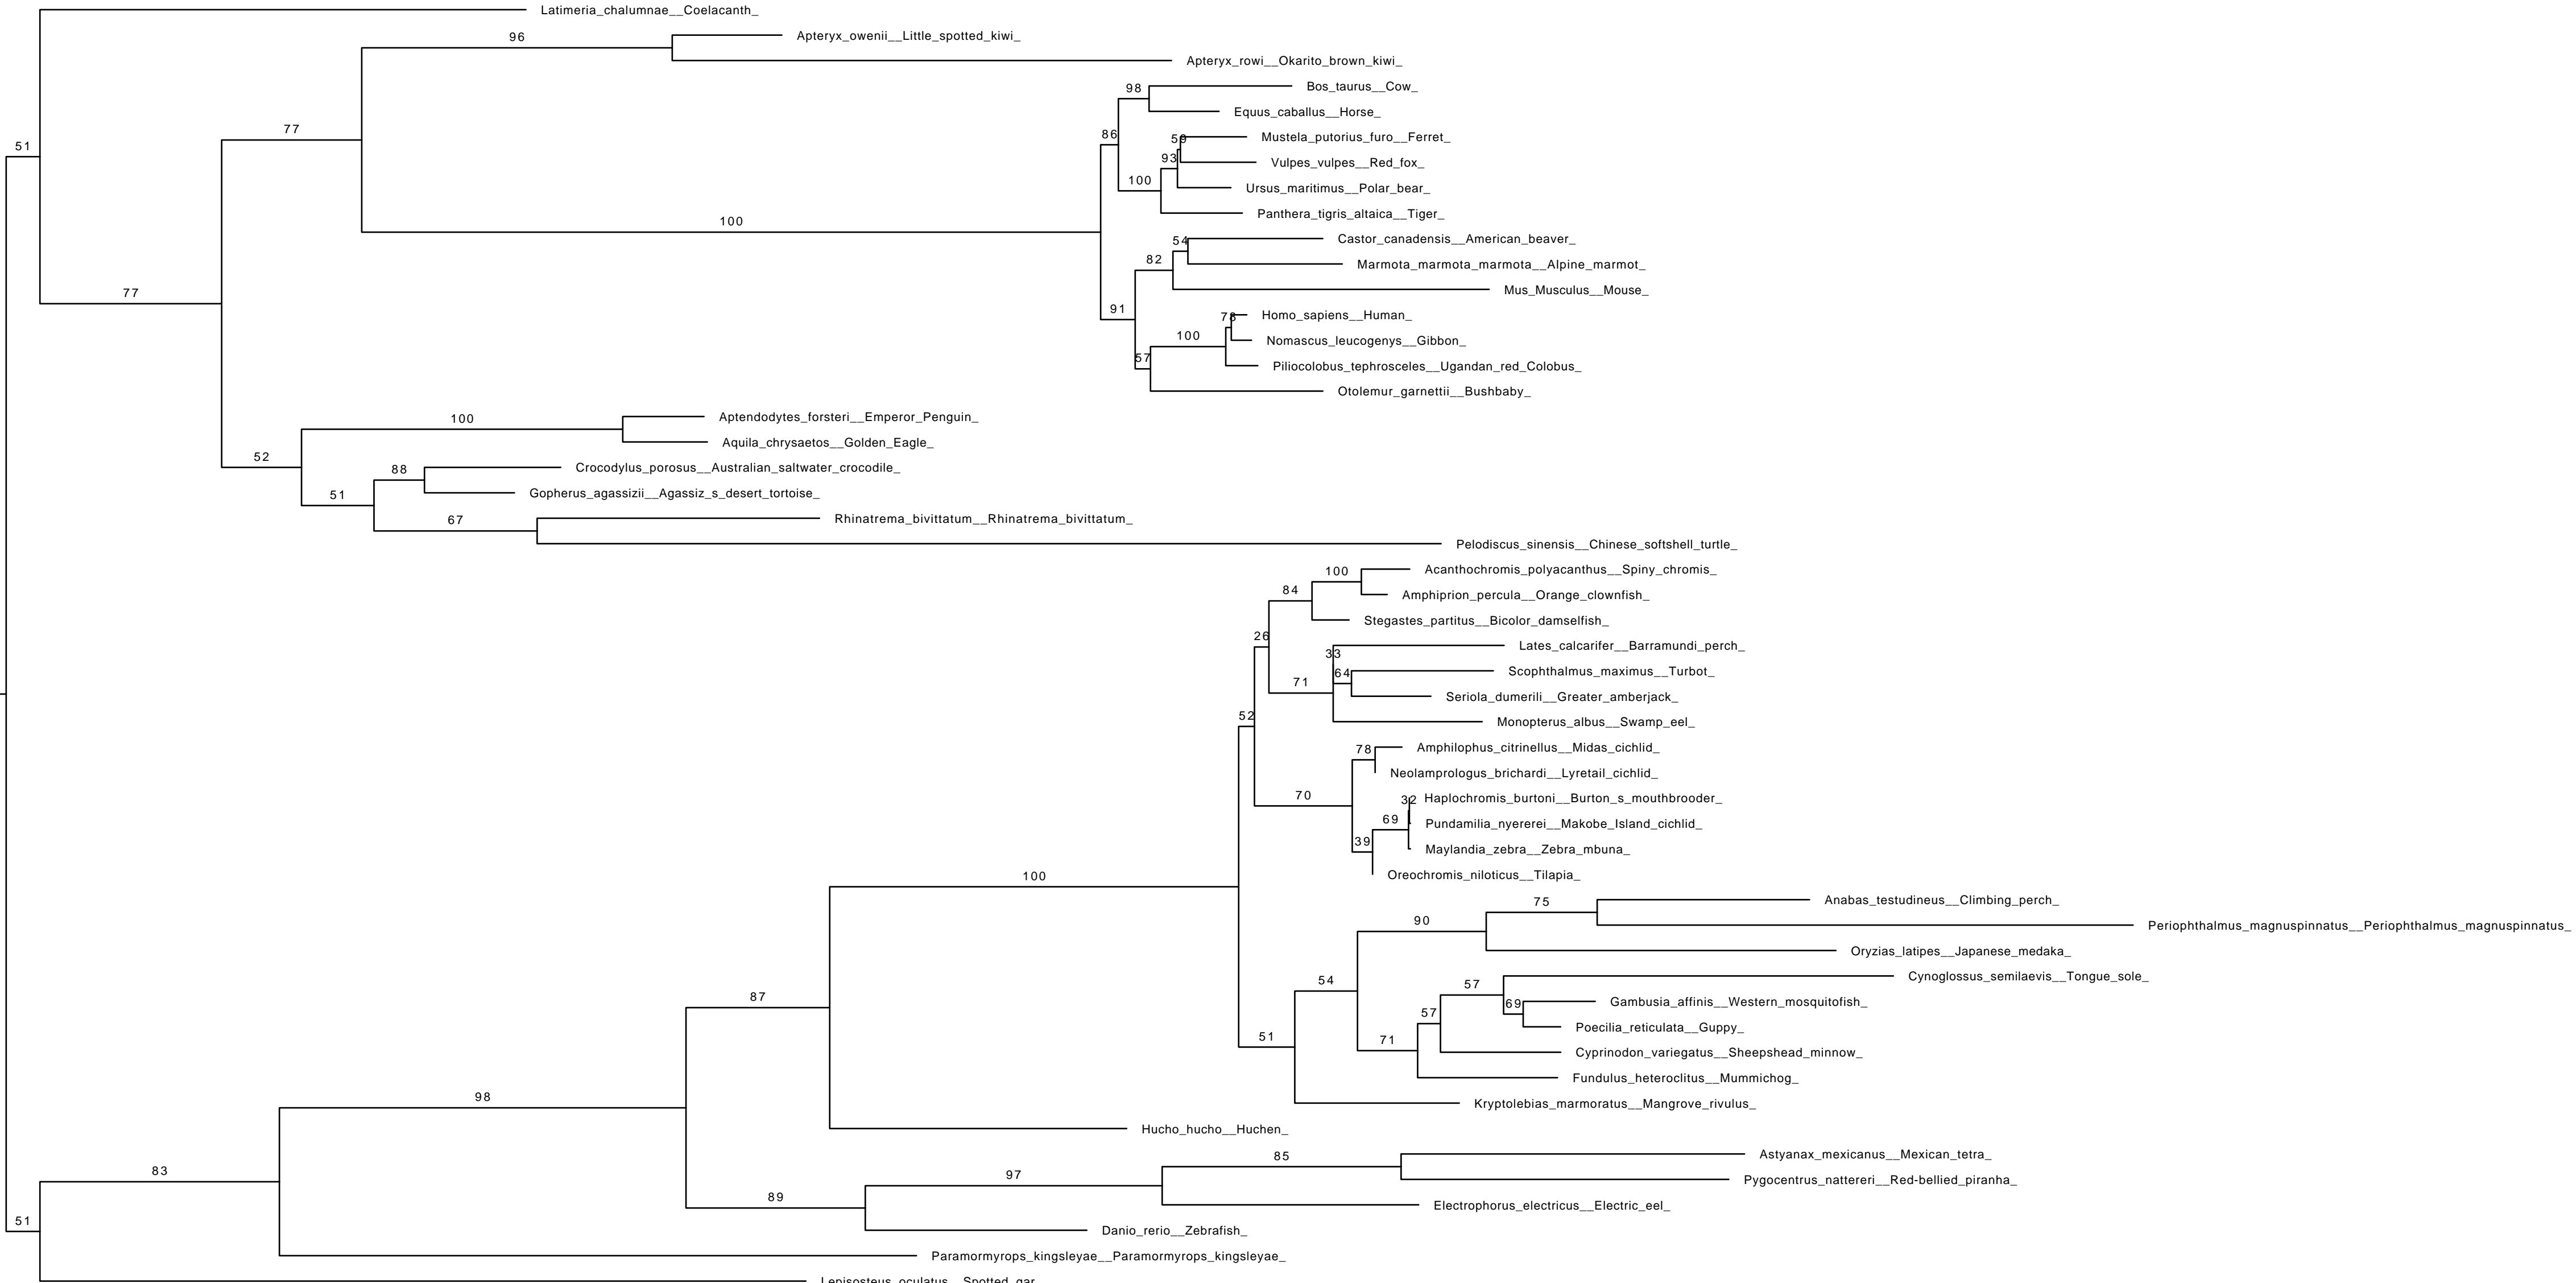 Latimeria_chalumnae__Coelacanth_
96
Apteryx_owenii__Little_spotted_kiwi_
Apteryx_rowi__Okarito_brown_kiwi_
98
Bos_taurus__Cow_
Equus_caballus__Horse_
77
86
59
Mustela_putorius_furo__Ferret_
51
93
Vulpes_vulpes__Red_fox_
100
Ursus_maritimus__Polar_bear_
Panthera_tigris_altaica__Tiger_
100
54
Castor_canadensis__American_beaver_
82
Marmota_marmota_marmota__Alpine_marmot_
77
Mus_Musculus__Mouse_
91
78
Homo_sapiens__Human_
100
Nomascus_leucogenys__Gibbon_
57
Piliocolobus_tephrosceles__Ugandan_red_Colobus_
Otolemur_garnettii__Bushbaby_
100
Aptendodytes_forsteri__Emperor_Penguin_
Aquila_chrysaetos__Golden_Eagle_
52
88
Crocodylus_porosus__Australian_saltwater_crocodile_
51
Gopherus_agassizii__Agassiz_s_desert_tortoise_
67
Rhinatrema_bivittatum__Rhinatrema_bivittatum_
Pelodiscus_sinensis__Chinese_softshell_turtle_
100
Acanthochromis_polyacanthus__Spiny_chromis_
84
Amphiprion_percula__Orange_clownfish_
Stegastes_partitus__Bicolor_damselfish_
26
33
Lates_calcarifer__Barramundi_perch_
71
64
Scophthalmus_maximus__Turbot_
Seriola_dumerili__Greater_amberjack_
52
Monopterus_albus__Swamp_eel_
78
Amphilophus_citrinellus__Midas_cichlid_
Neolamprologus_brichardi__Lyretail_cichlid_
70
32
Haplochromis_burtoni__Burton_s_mouthbrooder_
69
Pundamilia_nyererei__Makobe_Island_cichlid_
39
Maylandia_zebra__Zebra_mbuna_
Oreochromis_niloticus__Tilapia_
100
75
Anabas_testudineus__Climbing_perch_
90
Periophthalmus_magnuspinnatus__Periophthalmus_magnuspinnatus_
Oryzias_latipes__Japanese_medaka_
54
57
Cynoglossus_semilaevis__Tongue_sole_
87
69
Gambusia_affinis__Western_mosquitofish_
57
Poecilia_reticulata__Guppy_
51
71
Cyprinodon_variegatus__Sheepshead_minnow_
Fundulus_heteroclitus__Mummichog_
98
Kryptolebias_marmoratus__Mangrove_rivulus_
Hucho_hucho__Huchen_
85
Astyanax_mexicanus__Mexican_tetra_
83
97
Pygocentrus_nattereri__Red-bellied_piranha_
89
Electrophorus_electricus__Electric_eel_
51
Danio_rerio__Zebrafish_
Paramormyrops_kingsleyae__Paramormyrops_kingsleyae_
Lepisosteus_oculatus__Spotted_gar_